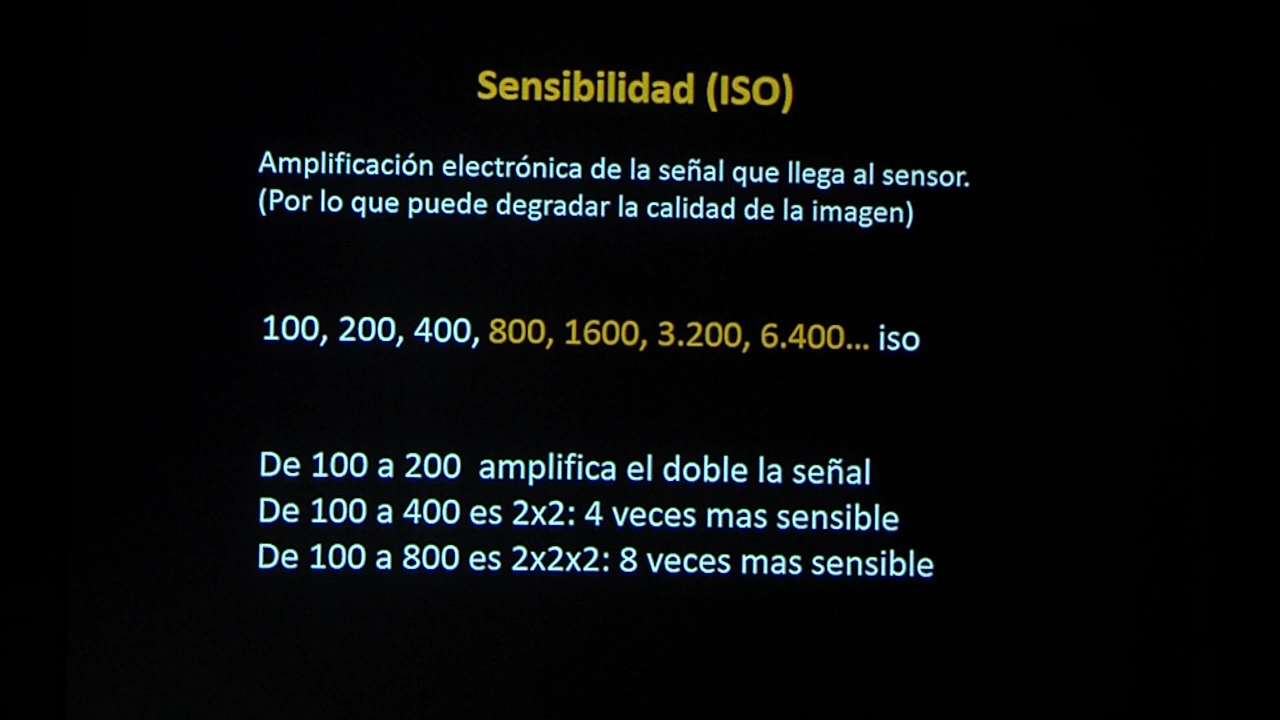 Sensibilidad (ISO)
Amplificación electrónica de la señal que llega al sensor.
(Por lo que puede degradar la calidad de la imagen)
100, 200, 400, 800, 1600, 3.200, 6.400... iso
De 100 a 200 amplifica el doble la señal
De 100 a 400 es 2x2: 4 veces mas sensible
De 100 a 800 es 2x2x2: 8 veces mas sensible